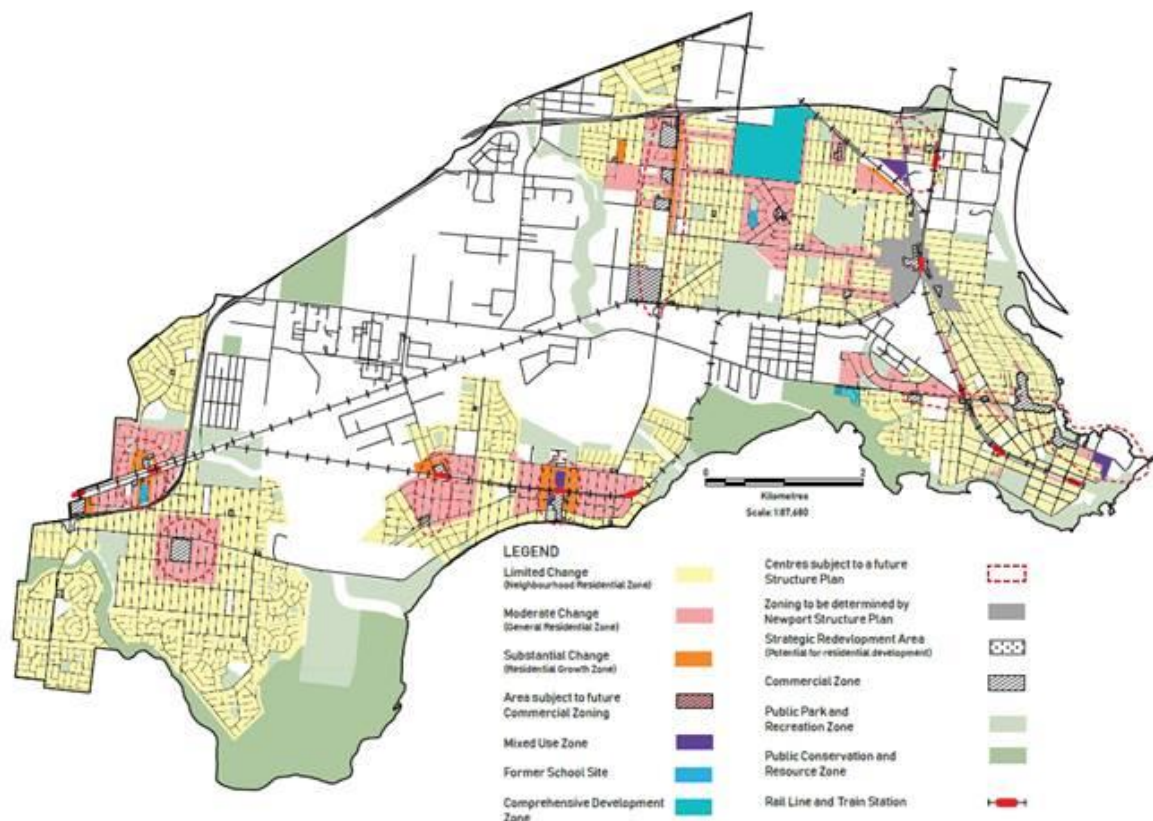 0
2
Kilometres
Scale:1:87,680
LEGEND
Limited Change
(Neighbourhood Residential Zone)
Moderate Change
(General Residential Zone)
Substantial Change
(Residential Growth Zone)
Area subject to future
Commercial Zoning
Mixed Use Zone
Former School Site
Comprehensive Development
Zone
Centres subject to a future
Structure Plan
Zoning to be determined by
Newport Structure Plan
Strategic Redevlopment Area
(Potential for residential development)
Commercial Zone
Public Park and
Recreation Zone
Public Conservation and
Resource Zone
Rail Line and Train Station